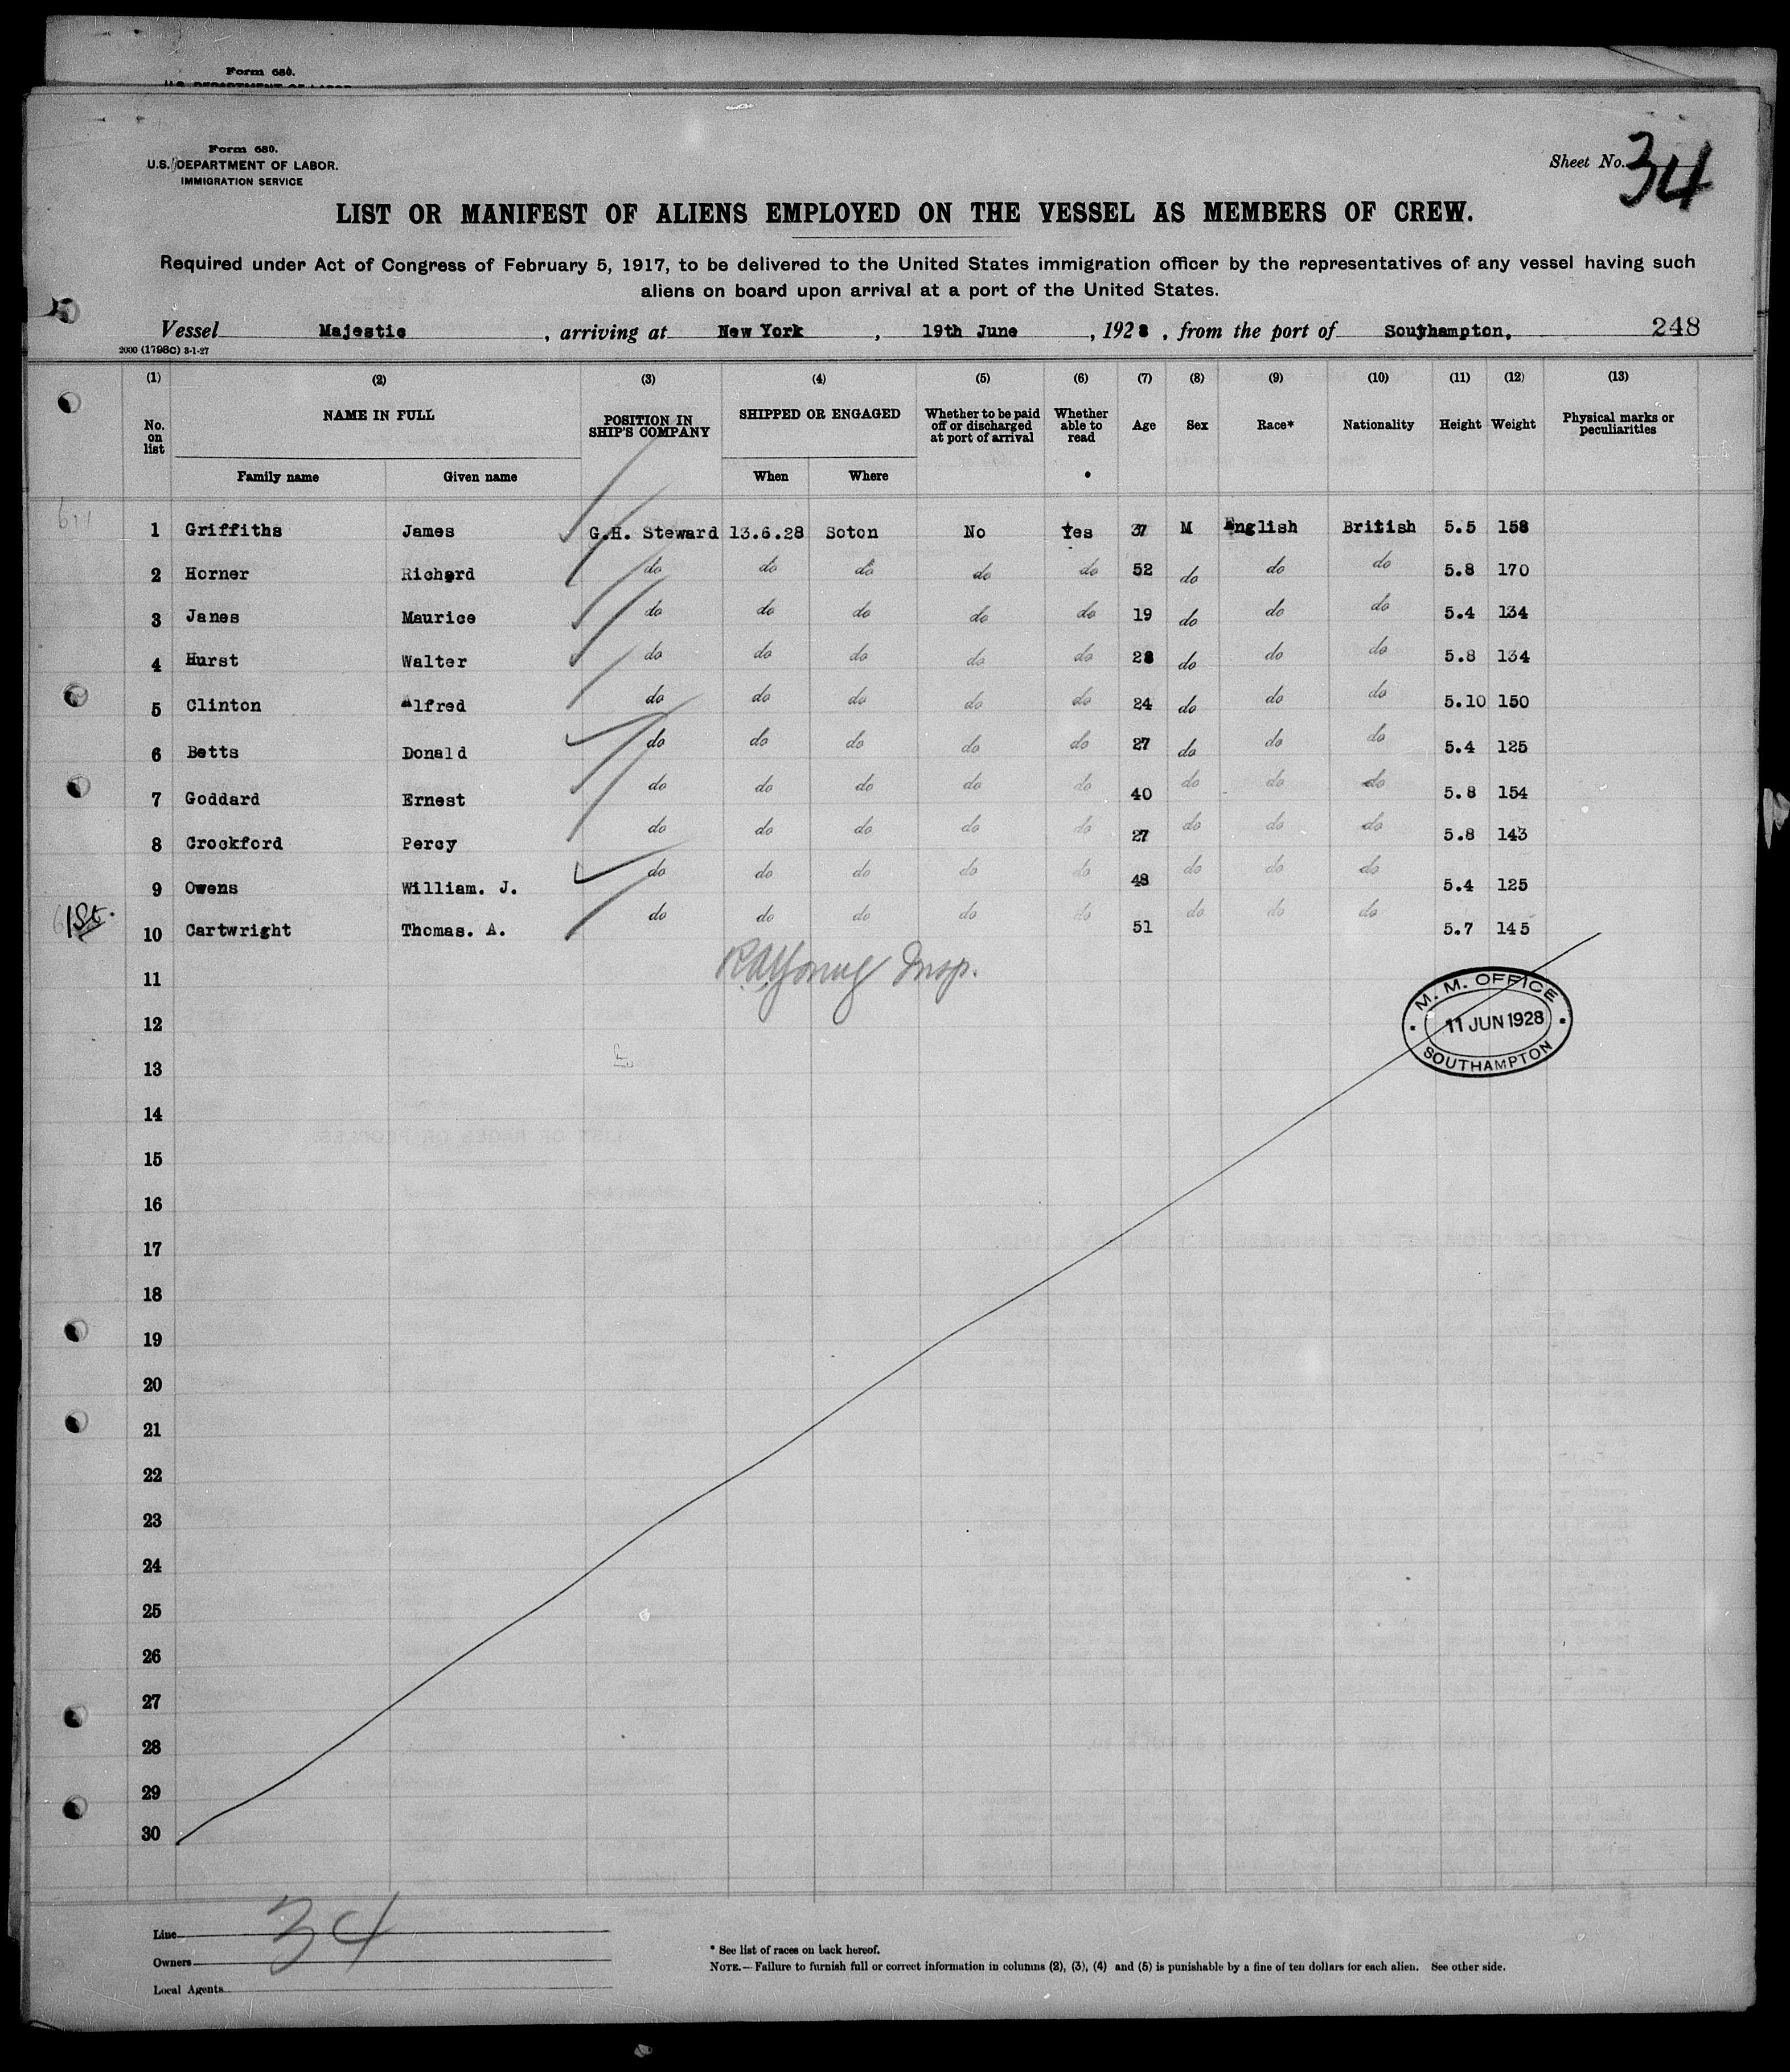 Form 680.
U.S. DEPARTMENT OF LABOR
Form 680.
U.S. DEPARTMENT OF LABOR.
IMMIGRATION SERVICE
Sheet No. 34
LIST OR MANIFEST OF ALIENS EMPLOYED ON THE VESSEL AS MEMBERS OF CREW.
Required under Act of Congress of February 5, 1917, to be delivered to the United States immigration officer by the representatives of any vessel having such
aliens on board upon arrival at a port of the United States.
Vessel Majestic , arriving at New York , 19th June , 1928 , from the port of Southampton, 248
2000 (1798C) 3-1-27
(1) (2) (3) (4) (5) (6) (7) (8) (9) (10) (11) (12) (13)
No. on list NAME IN FULL POSITION IN SHIP'S COMPANY SHIPPED OR ENGAGED Whether to be paid off or discharged at port of arrival Whether able to read Age Sex Race* Nationality Height Weight Physical marks or peculiarities
Family name Given name When Where
1 Griffiths James G.H. Steward 13.6.28 Soton No Yes 37 M English British 5.5 158
2 Horner Richard do do do do do 52 do do do 5.8 170
3 Janes Maurice do do do do do 19 do do do 5.4 134
4 Hurst Walter do do do do do 28 do do do 5.8 134
5 Clinton Alfred do do do do do 24 do do do 5.10 150
6 Betts Donald do do do do do 27 do do do 5.4 125
7 Goddard Ernest do do do do do 40 do do do 5.8 154
8 Crockford Percy do do do do do 27 do do do 5.8 143
9 Owens William. J. do do do do do 48 do do do 5.4 125
1st.
10 Cartwright Thomas. A. do do do do do 51 do do do 5.7 145
11
Insp.
M. M. OFFICE
11 JUN 1928
SOUTHAMPTON
12
13
14
15
16
17
18
19
20
21
22
23
24
25
26
27
28
29
30
34
Line
Owners
Local Agents
* See list of races on back hereof.
NOTE.—Failure to furnish full or correct information in columns (2), (3), (4) and (5) is punishable by a fine of ten dollars for each alien. See other side.